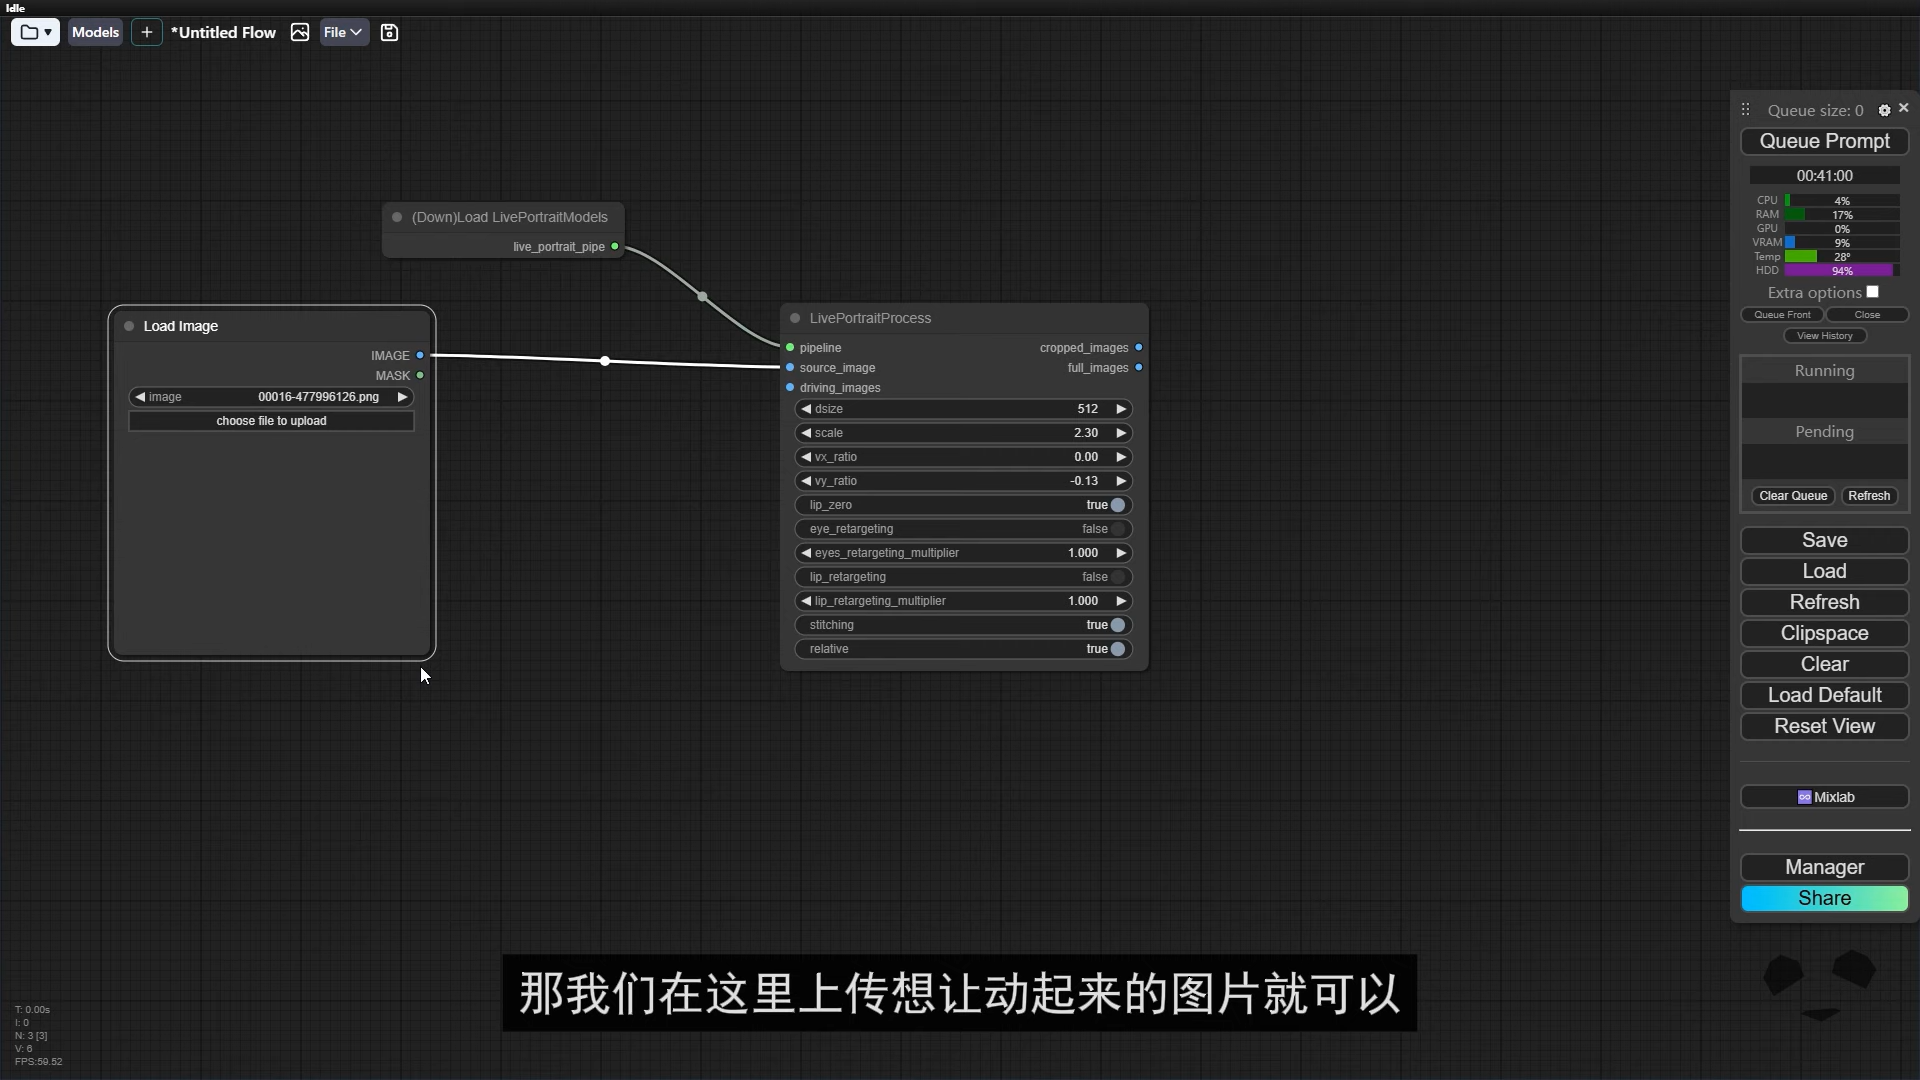 Idle
Models
+
*Untitled Flow
File
Queue size: 0
Queue Prompt
00:41:00
CPU 4%
RAM 17%
GPU 0%
VRAM 9%
Temp 28°
HDD 94%
Extra options
Queue Front
Close
View History
Running
Pending
Clear Queue
Refresh
Save
Load
Refresh
Clipspace
Clear
Load Default
Reset View
Mixlab
Manager
Share
(Down)Load LivePortraitModels
live_portrait_pipe
Load Image
IMAGE
MASK
image 00016-477996126.png
choose file to upload
LivePortraitProcess
pipeline cropped_images
source_image full_images
driving_images
dsize 512
scale 2.30
vx_ratio 0.00
vy_ratio -0.13
lip_zero true
eye_retargeting false
eyes_retargeting_multiplier 1.000
lip_retargeting false
lip_retargeting_multiplier 1.000
stitching true
relative true
那我们在这里上传想让动起来的图片就可以
T: 0.00s
I: 0
N: 3 [3]
V: 6
FPS:59.52